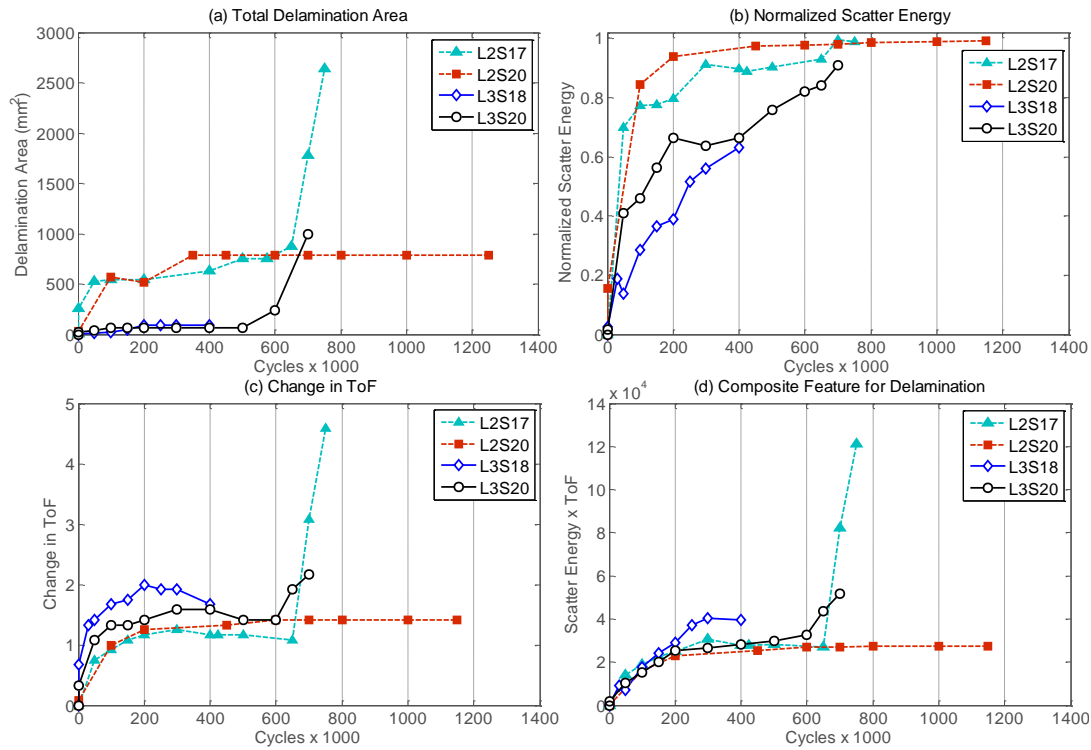 (a) Total Delamination Area
3000
2500
2000
1500
1000
500
0
Delamination Area (mm²)
0 200 400 600 800 1000 1200 1400
Cycles x 1000
L2S17
L2S20
L3S18
L3S20
(b) Normalized Scatter Energy
1
0.8
0.6
0.4
0.2
0
Normalized Scatter Energy
0 200 400 600 800 1000 1200 1400
Cycles x 1000
L2S17
L2S20
L3S18
L3S20
(c) Change in ToF
5
4
3
2
1
0
Change in ToF
0 200 400 600 800 1000 1200 1400
Cycles x 1000
L2S17
L2S20
L3S18
L3S20
(d) Composite Feature for Delamination
x 10⁴
14
12
10
8
6
4
2
0
Scatter Energy x ToF
0 200 400 600 800 1000 1200 1400
Cycles x 1000
L2S17
L2S20
L3S18
L3S20